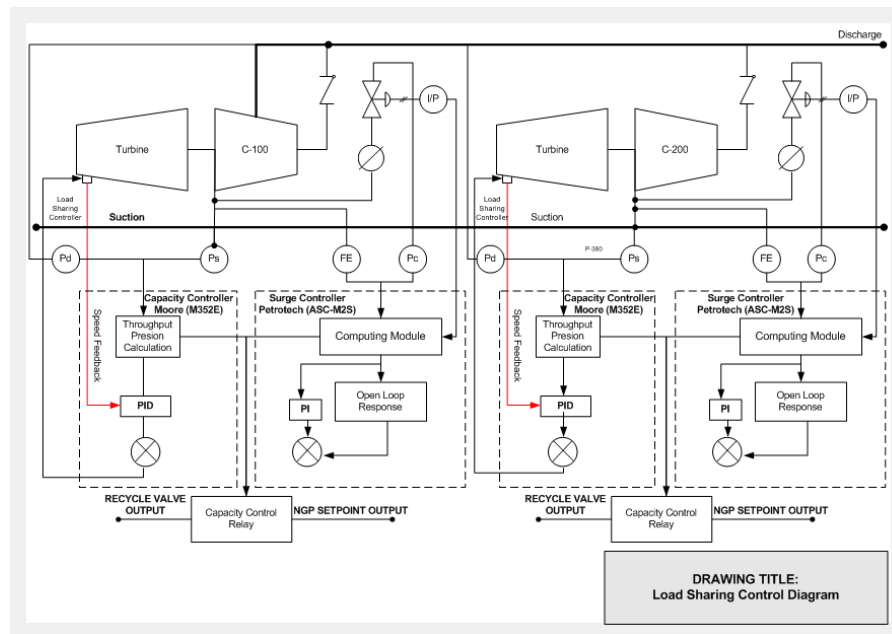 Discharge
I/P
I/P
Turbine
C-100
Turbine
C-200
Load
Sharing
Controller
Load
Sharing
Controller
Suction
Suction
P-380
Pd
Ps
FE
Pc
Pd
Ps
FE
Pc
Capacity Controller
Moore (M352E)
Surge Controller
Petrotech (ASC-M2S)
Capacity Controller
Moore (M352E)
Surge Controller
Petrotech (ASC-M2S)
Speed Feedback
Throughput
Presion
Calculation
Computing Module
Speed Feedback
Throughput
Presion
Calculation
Computing Module
PID
PI
Open Loop
Response
PID
PI
Open Loop
Response
RECYCLE VALVE
OUTPUT
Capacity Control
Relay
NGP SETPOINT OUTPUT
RECYCLE VALVE
OUTPUT
Capacity Control
Relay
NGP SETPOINT OUTPUT
DRAWING TITLE:
Load Sharing Control Diagram